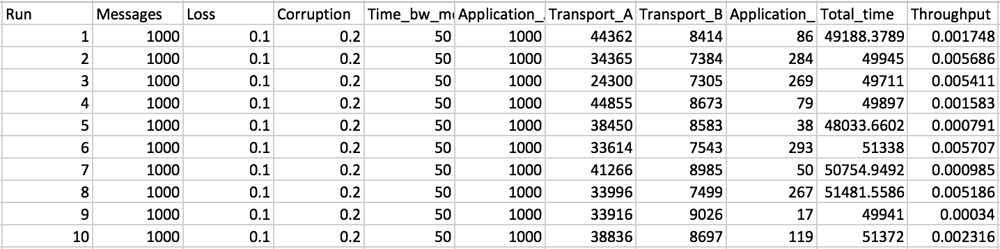 Run Messages Loss Corruption Time_bw_me Application_ Transport_A Transport_B Application_ Total_time Throughput
1 1000 0.1 0.2 50 1000 44362 8414 86 49188.3789 0.001748
2 1000 0.1 0.2 50 1000 34365 7384 284 49945 0.005686
3 1000 0.1 0.2 50 1000 24300 7305 269 49711 0.005411
4 1000 0.1 0.2 50 1000 44855 8673 79 49897 0.001583
5 1000 0.1 0.2 50 1000 38450 8583 38 48033.6602 0.000791
6 1000 0.1 0.2 50 1000 33614 7543 293 51338 0.005707
7 1000 0.1 0.2 50 1000 41266 8985 50 50754.9492 0.000985
8 1000 0.1 0.2 50 1000 33996 7499 267 51481.5586 0.005186
9 1000 0.1 0.2 50 1000 33916 9026 17 49941 0.00034
10 1000 0.1 0.2 50 1000 38836 8697 119 51372 0.002316